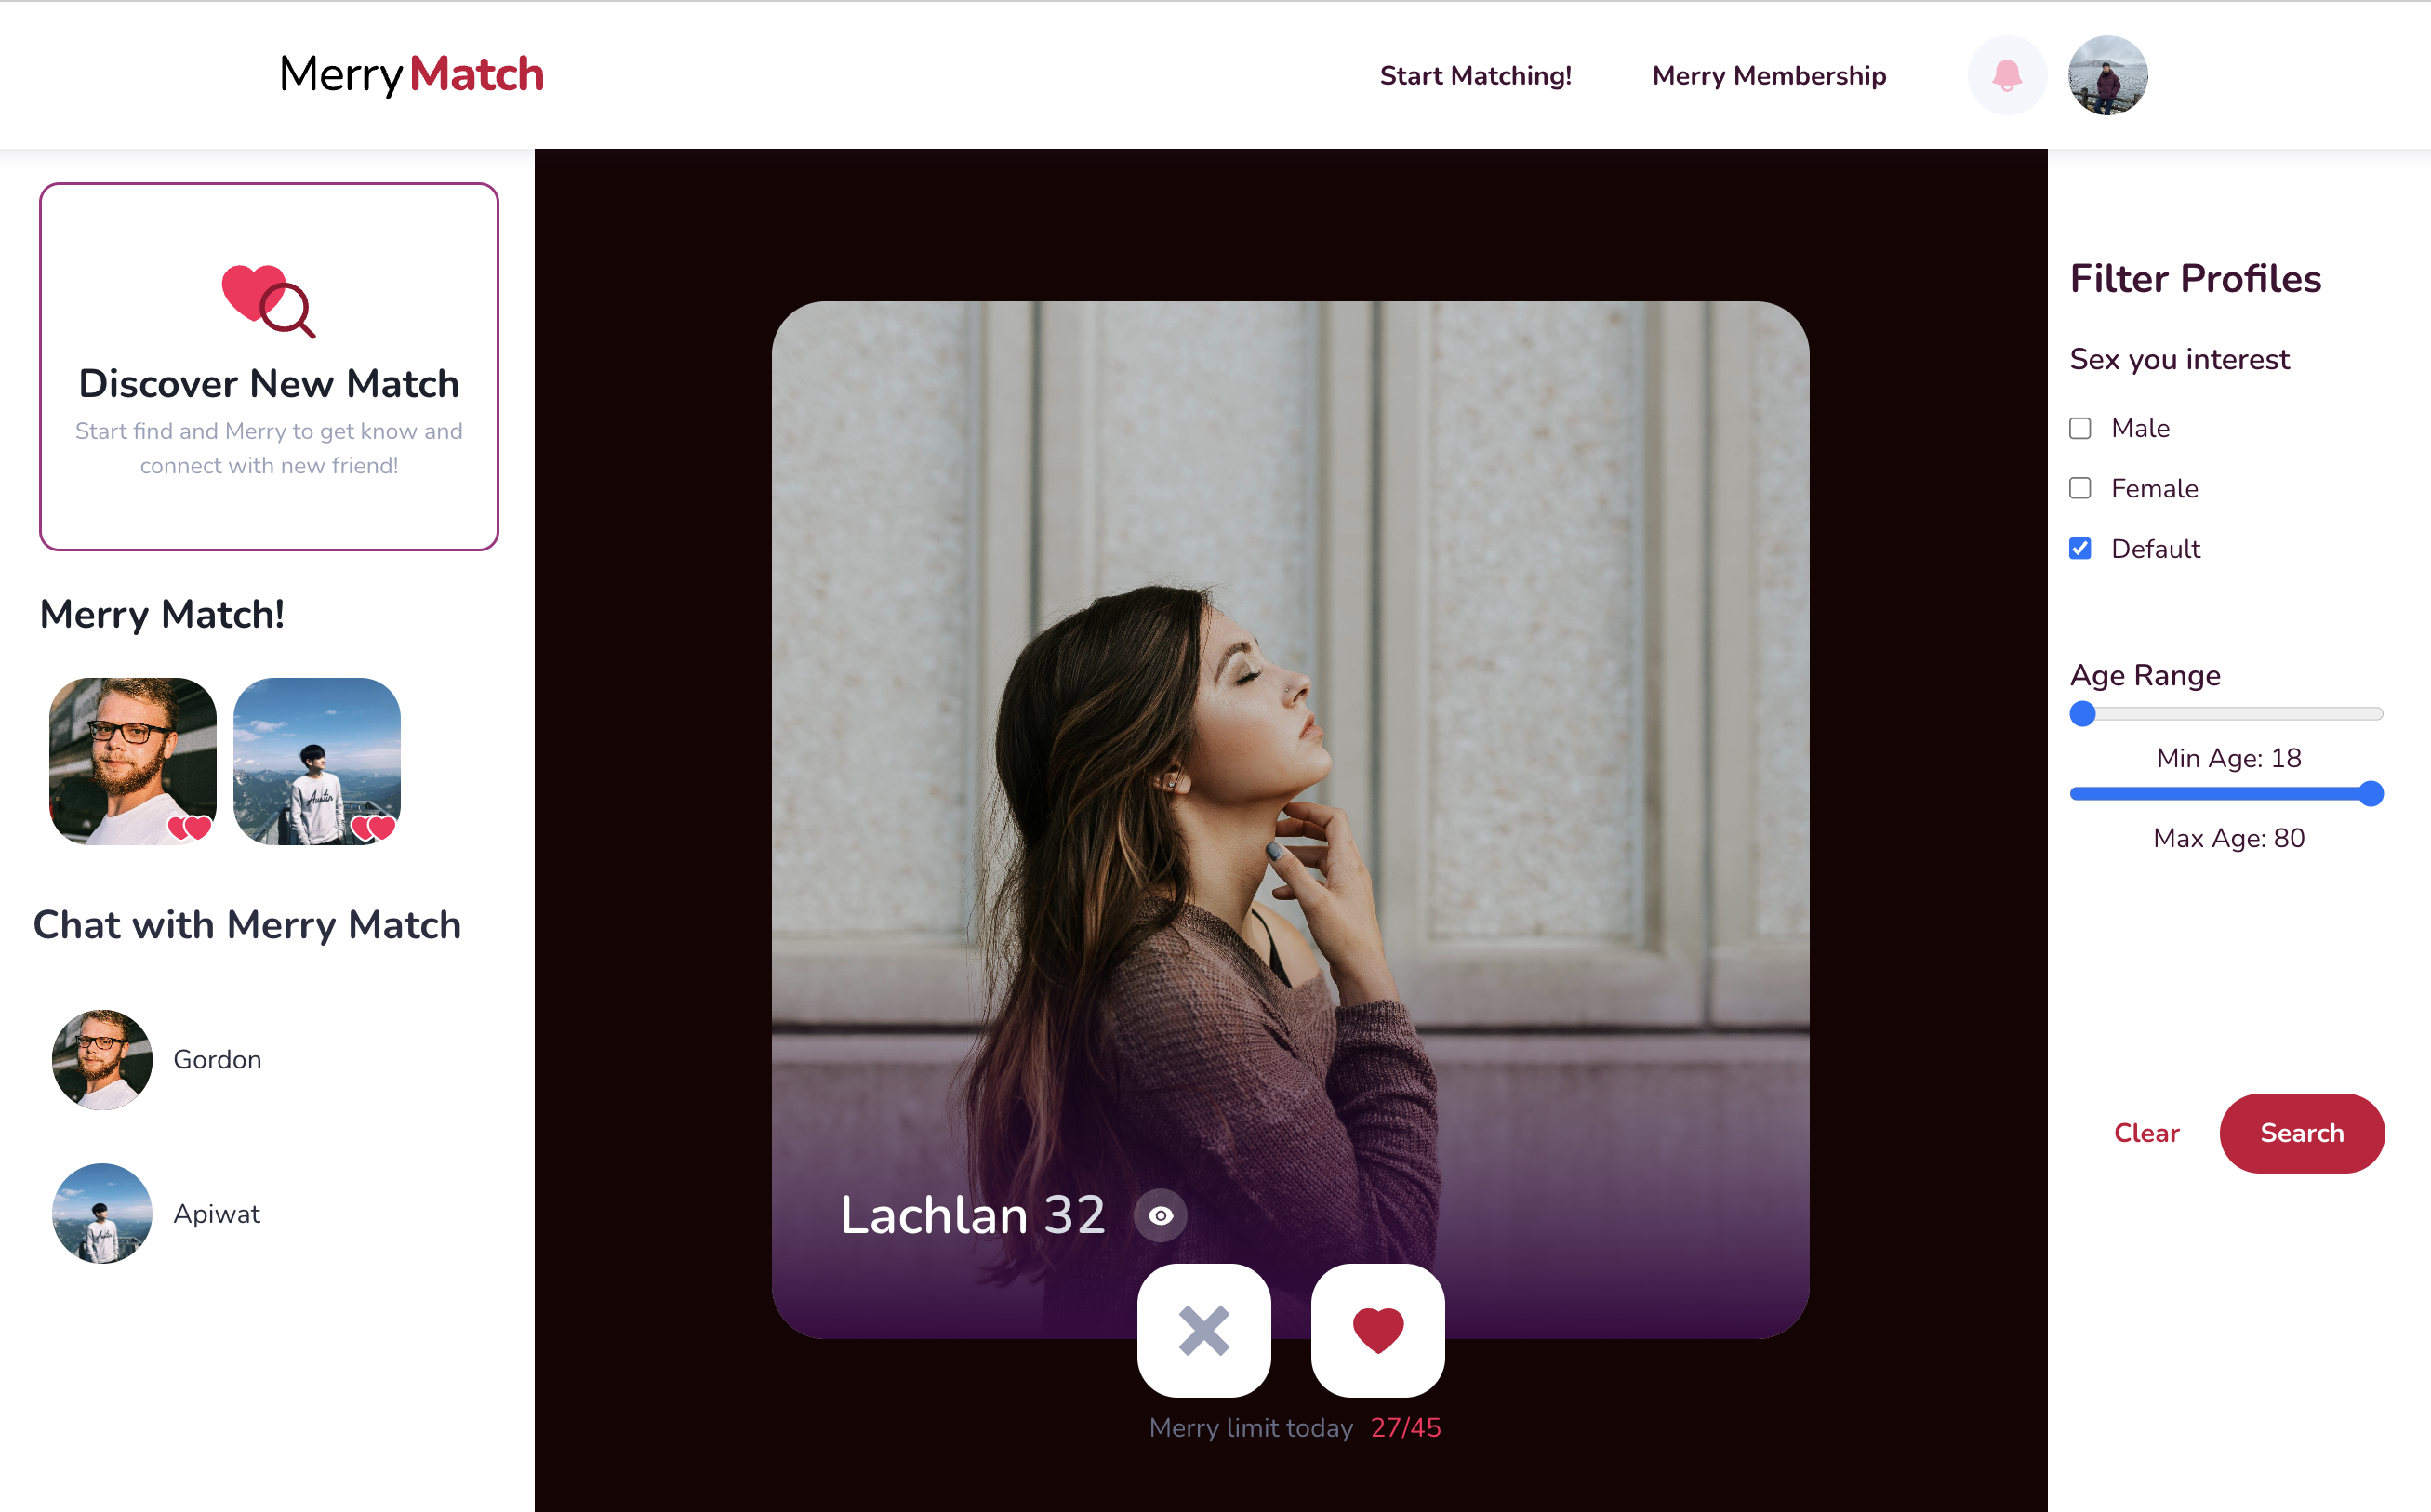 MerryMatch
Start Matching!
Merry Membership
Discover New Match
Start find and Merry to get know and
connect with new friend!
Merry Match!
Austin
Chat with Merry Match
Gordon
Apiwat
Lachlan 32
Merry limit today 27/45
Filter Profiles
Sex you interest
Male
Female
Default
Age Range
Min Age: 18
Max Age: 80
Clear
Search